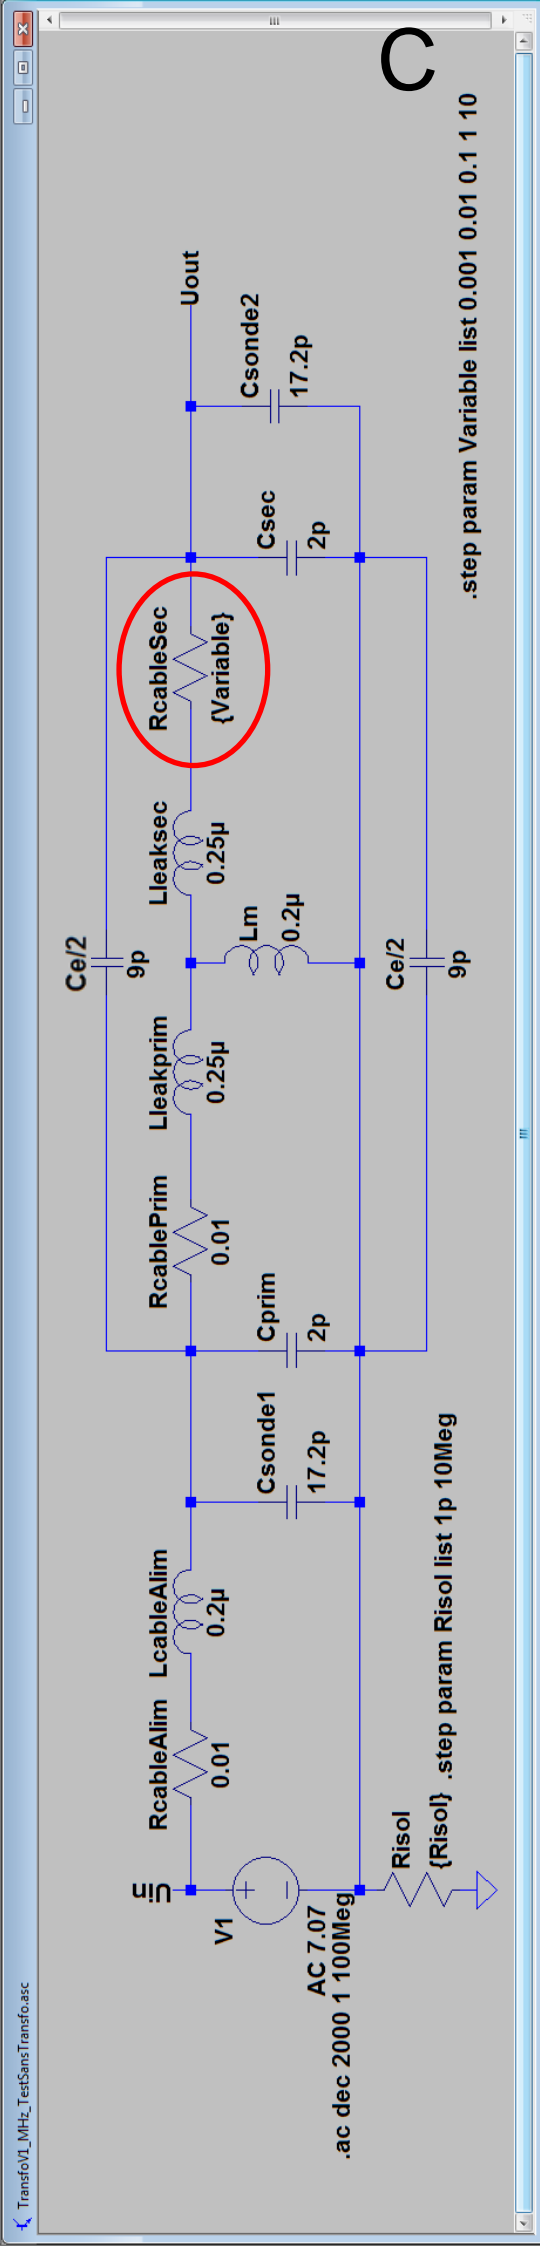 TransfoV1_MHz_TestSansTransfo.asc
C
Uin
V1
AC 7.07
.ac dec 2000 1 100Meg
RcableAlim
0.01
LcableAlim
0.2µ
Risol
{Risol}
.step param Risol list 1p 10Meg
Csonde1
17.2p
Cprim
2p
RcablePrim
0.01
Lleakprim
0.25µ
Ce/2
9p
Lm
0.2µ
Ce/2
9p
Lleaksec
0.25µ
RcableSec
{Variable}
Csec
2p
Csonde2
17.2p
Uout
.step param Variable list 0.001 0.01 0.1 1 10